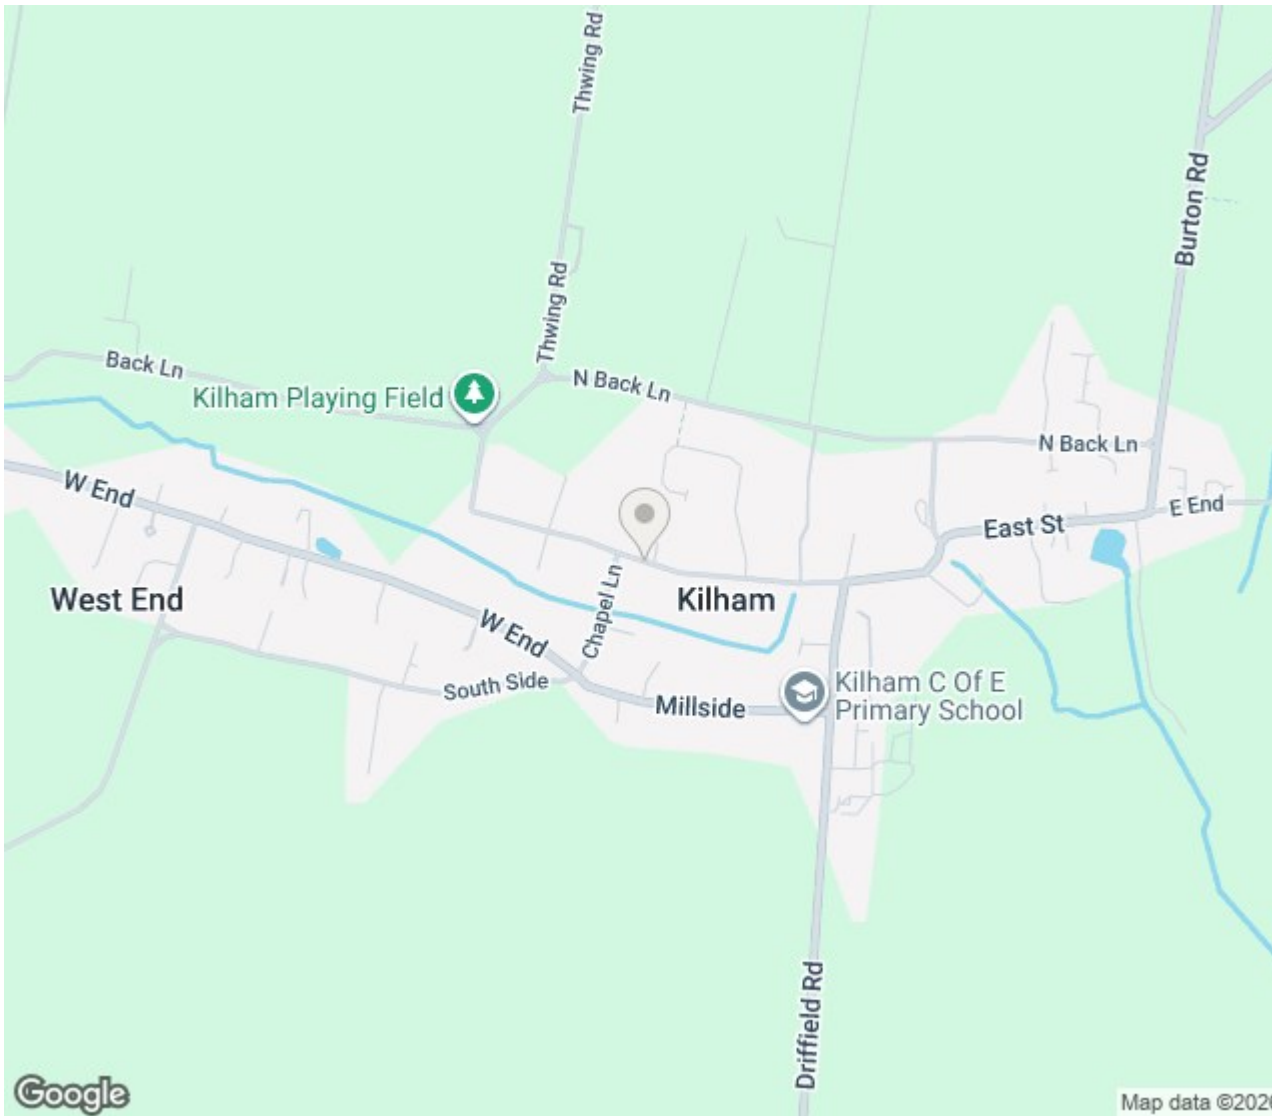 Thwing Rd
Burton Rd
Thwing Rd
Back Ln
N Back Ln
Kilham Playing Field
N Back Ln
W End
E End
East St
West End
Chapel Ln
Kilham
W End
South Side
Millside
Kilham C Of E
Primary School
Driffield Rd
Google
Map data ©202